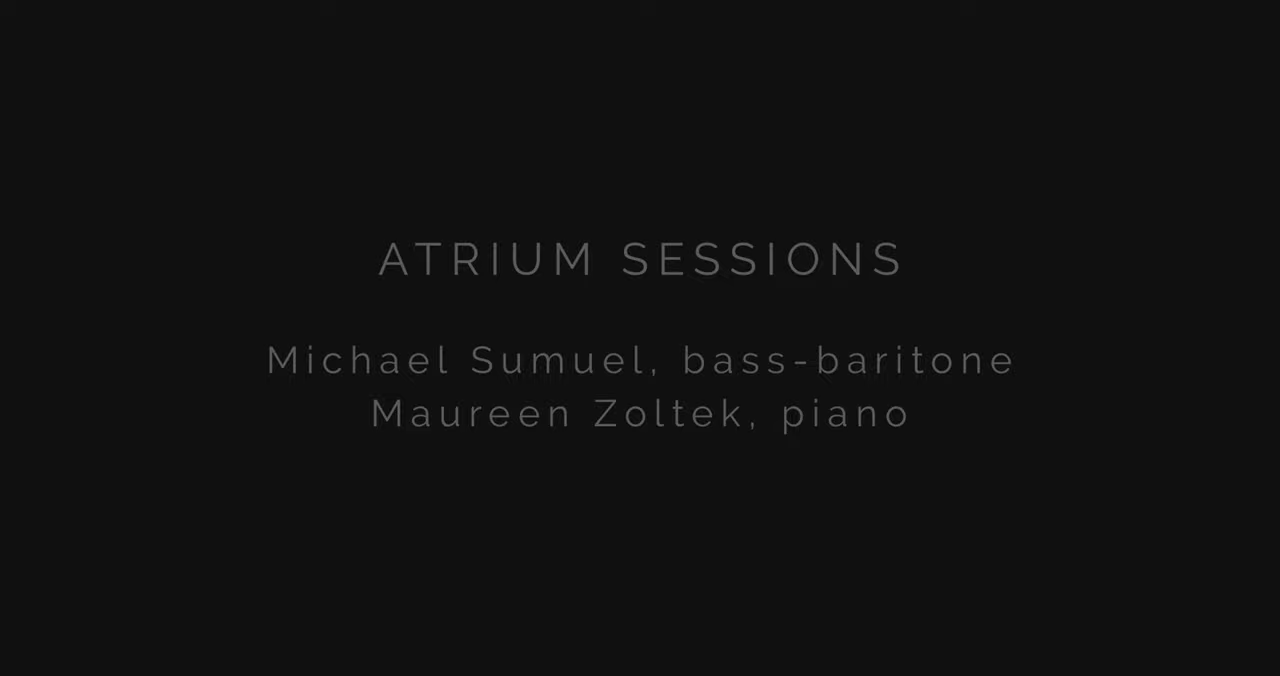 ATRIUM SESSIONS
Michael Sumuel, bass-baritone
Maureen Zoltek, piano